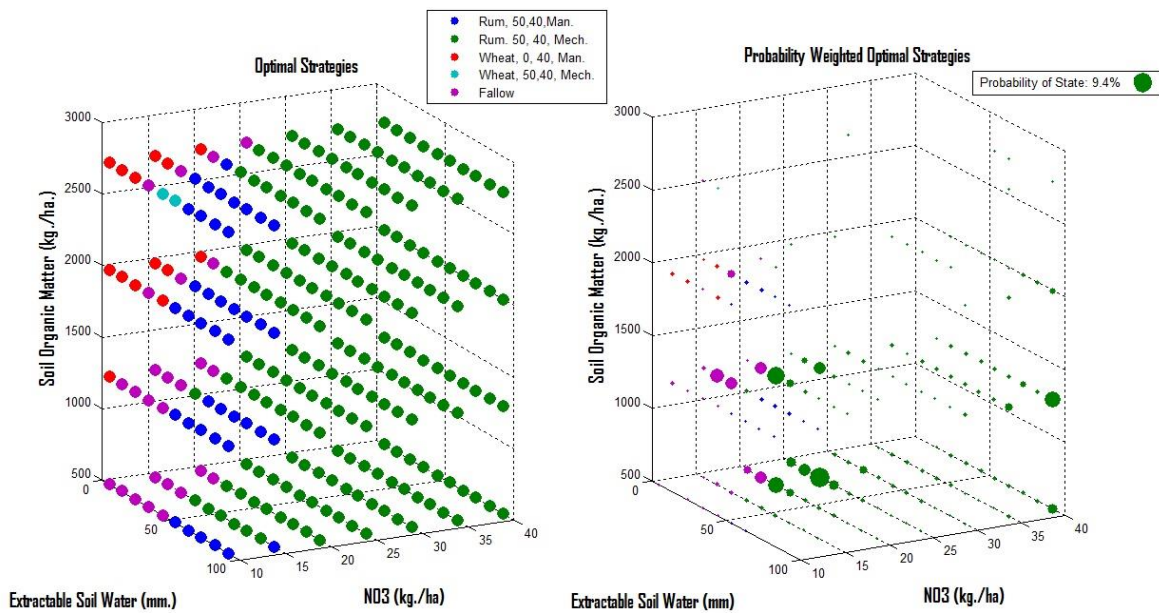 Rum, 50,40,Man.
Rum. 50, 40, Mech.
Wheat, 0, 40, Man.
Wheat, 50,40, Mech.
Fallow
Optimal Strategies
3000
2500
2000
1500
1000
500
Soil Organic Matter (kg./ha.)
0
50
100
Extractable Soil Water (mm.)
10
15
20
25
30
35
40
NO3 (kg./ha)
Probability Weighted Optimal Strategies
Probability of State: 9.4%
3000
2500
2000
1500
1000
500
Soil Organic Matter (kg./ha.)
0
50
100
Extractable Soil Water (mm)
10
15
20
25
30
35
40
NO3 (kg./ha)